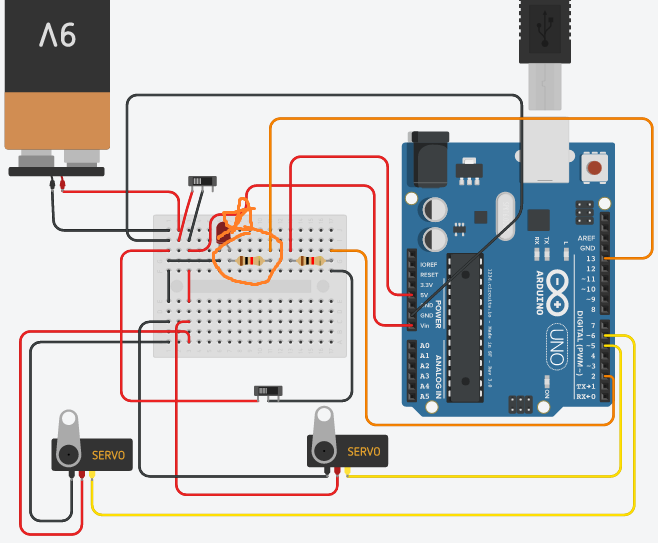 9V
IOREF
RESET
3.3V
5V
GND
GND
Vin
POWER
A0
A1
A2
A3
A4
A5
ANALOG IN
RX
TX
L
ARDUINO
UNO
ON
AREF
GND
13
12
~11
~10
~9
8
7
~6
~5
4
~3
2
TX→1
RX←0
DIGITAL (PWM~)
SERVO
SERVO